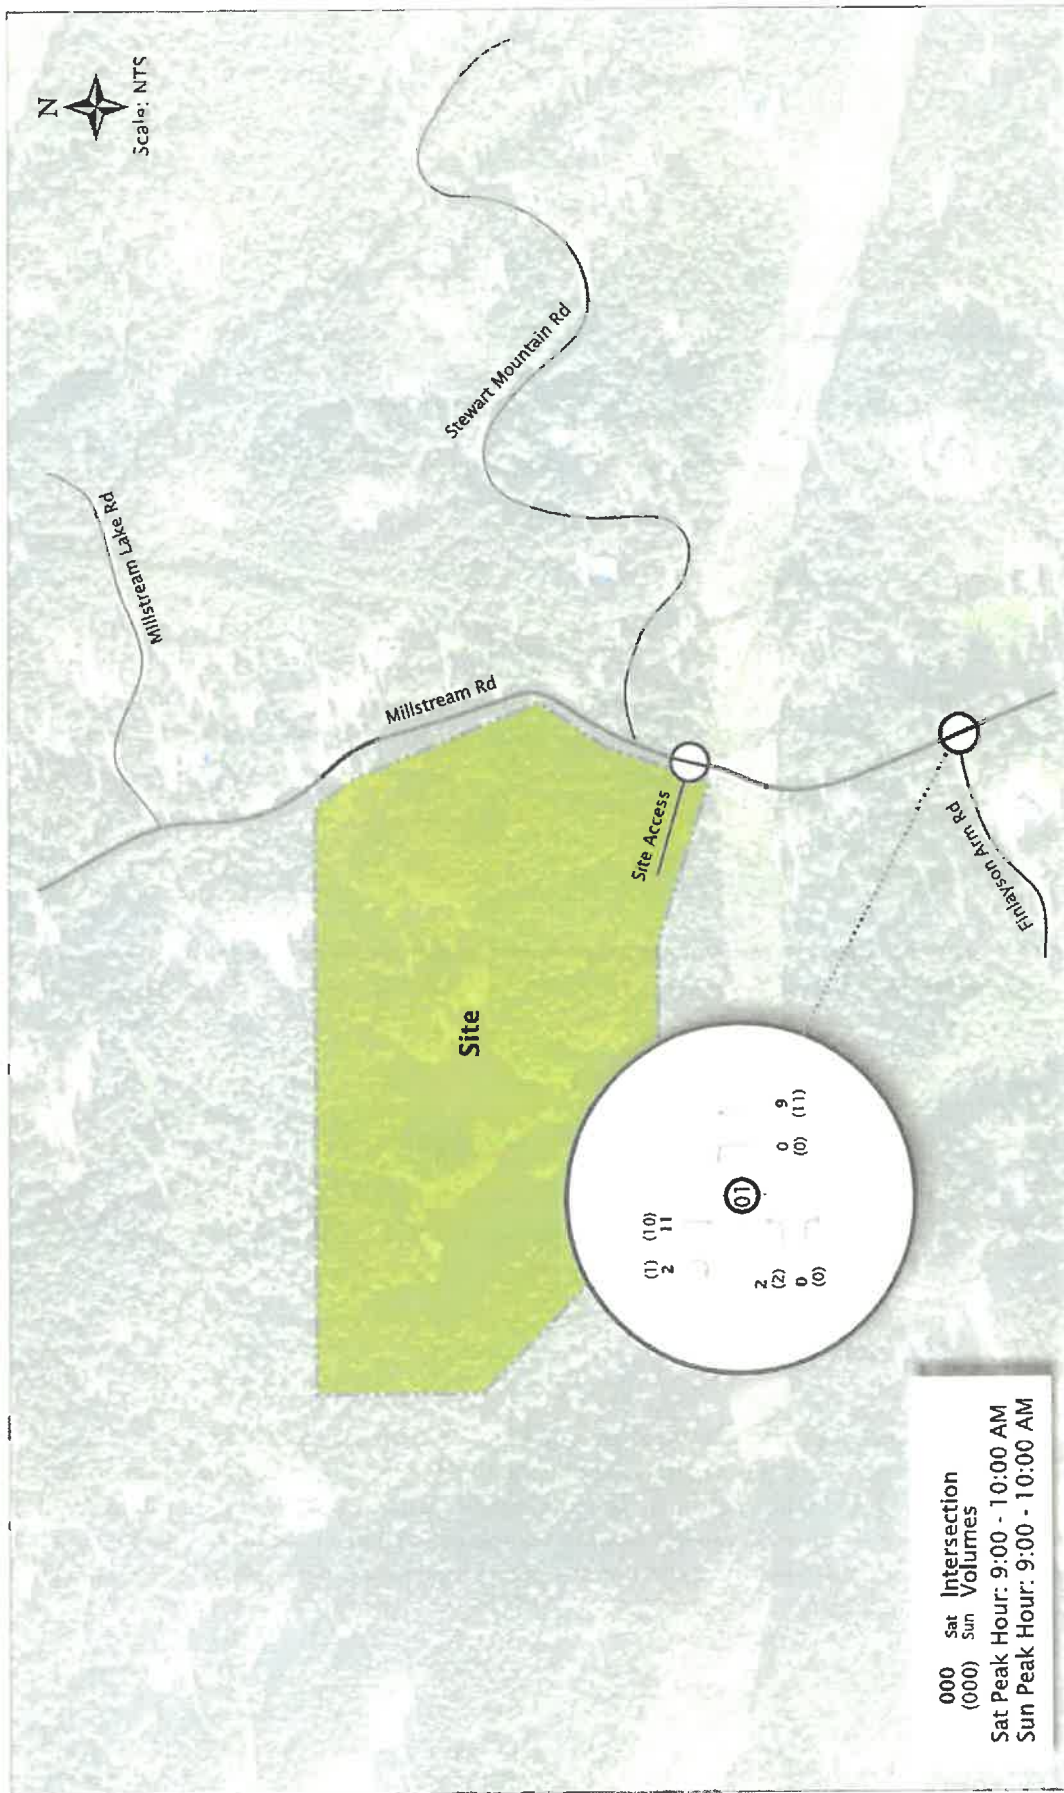 N
Scale: NTS
Millstream Lake Rd
Stewart Mountain Rd
Millstream Rd
Site Access
Site
Finlayson Arm Rd
(1) (10)
2 11
01
2
(2)
0
(0)
0 9
(0) (11)
000 Sat Intersection
(000) Sun Volumes
Sat Peak Hour: 9:00 - 10:00 AM
Sun Peak Hour: 9:00 - 10:00 AM